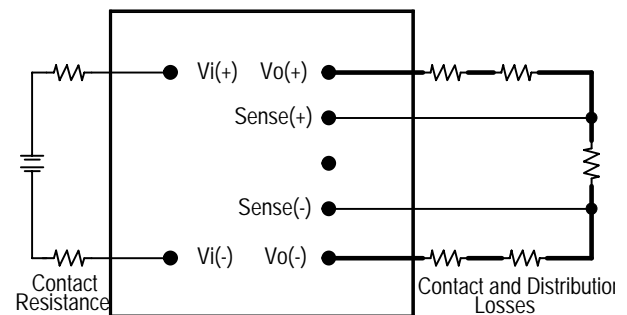 Vi(+) Vo(+)
Sense(+)
Sense(-)
Vi(-) Vo(-)
Contact
Resistance
Contact and Distribution
Losses